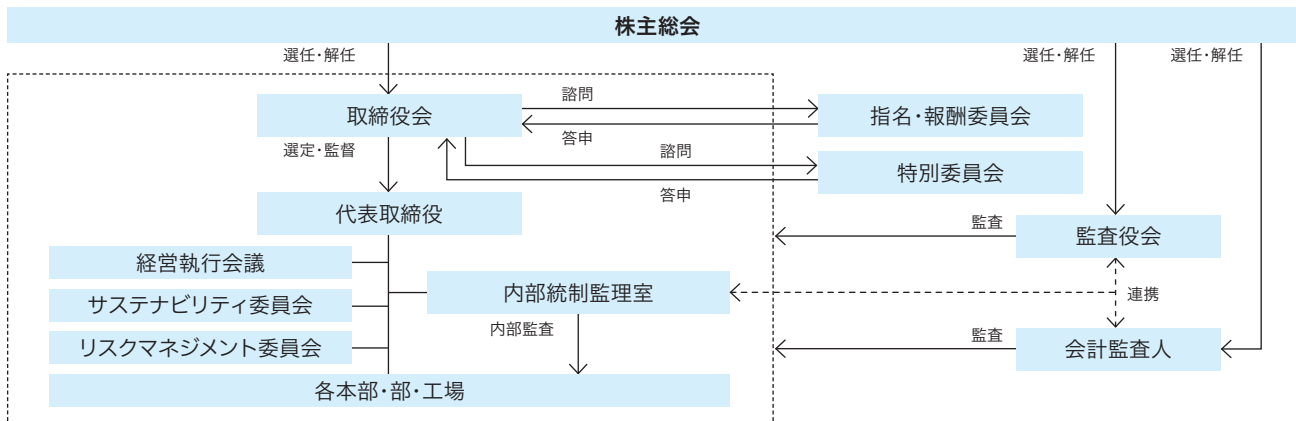 株主総会
選任・解任
選任・解任
選任・解任
諮問
取締役会
指名・報酬委員会
答申
選定・監督
諮問
特別委員会
答申
代表取締役
監査
監査役会
経営執行会議
内部統制監理室
連携
サステナビリティ委員会
内部監査
監査
リスクマネジメント委員会
会計監査人
各本部・部・工場